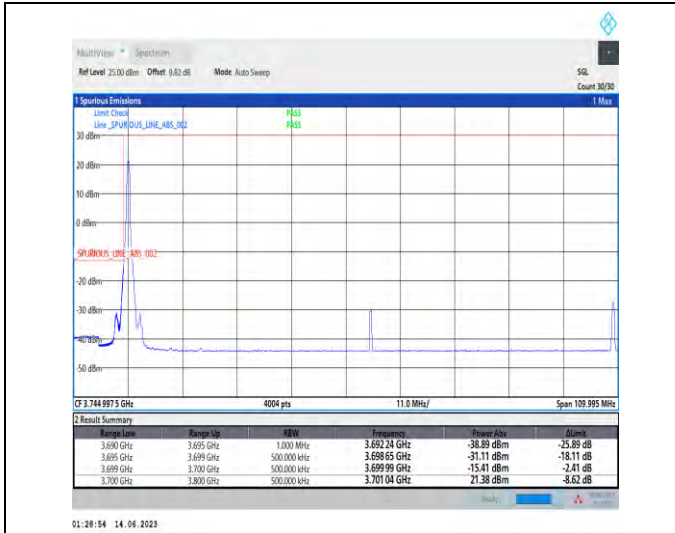 MultiView Spectrum
Ref Level 25.00 dBm Offset 9.82 dB Mode Auto Sweep SGL
Count 30/30
1 Spurious Emissions 1 Max
Limit Check PASS
Line _SPURIOUS_LINE_ABS_002 PASS
30 dBm
20 dBm
10 dBm
0 dBm
_SPURIOUS_LINE_ABS_002
-20 dBm
-30 dBm
-40 dBm
-50 dBm
CF 3.744 997 5 GHz 4004 pts 11.0 MHz/ Span 109.995 MHz
2 Result Summary
Range Low Range Up RBW Frequency Power Abs ΔLimit
3.690 GHz 3.695 GHz 1.000 MHz 3.692 24 GHz -38.89 dBm -25.89 dB
3.695 GHz 3.699 GHz 500.000 kHz 3.698 65 GHz -31.11 dBm -18.11 dB
3.699 GHz 3.700 GHz 500.000 kHz 3.699 99 GHz -15.41 dBm -2.41 dB
3.700 GHz 3.800 GHz 500.000 kHz 3.701 04 GHz 21.38 dBm -8.62 dB
Ready
01:28:54 14.06.2023